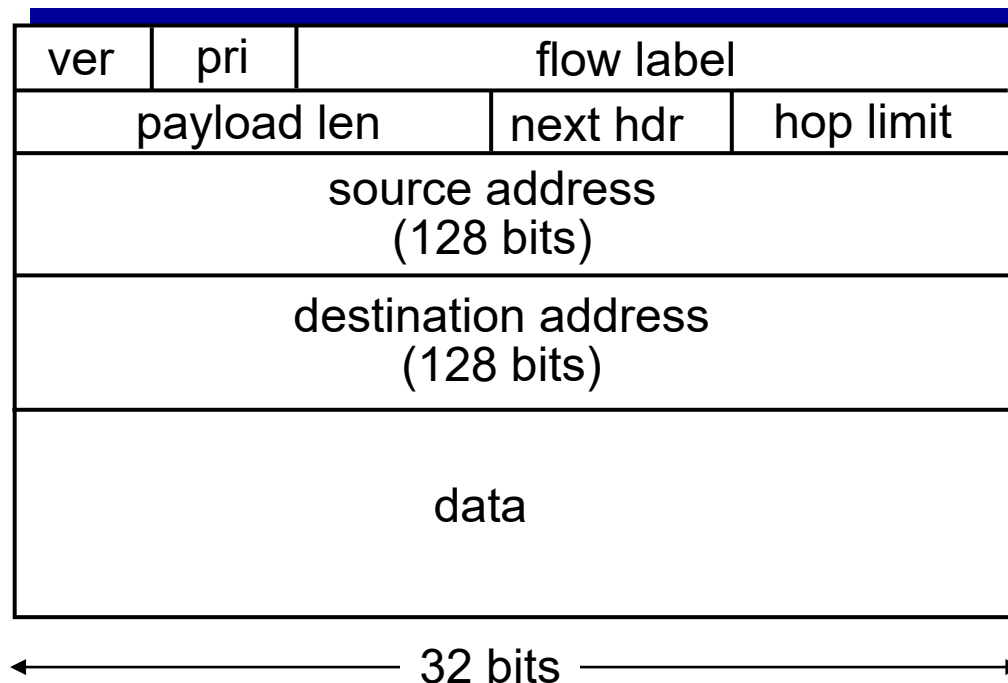 ver pri flow label
payload len next hdr hop limit
source address
(128 bits)
destination address
(128 bits)
data
32 bits